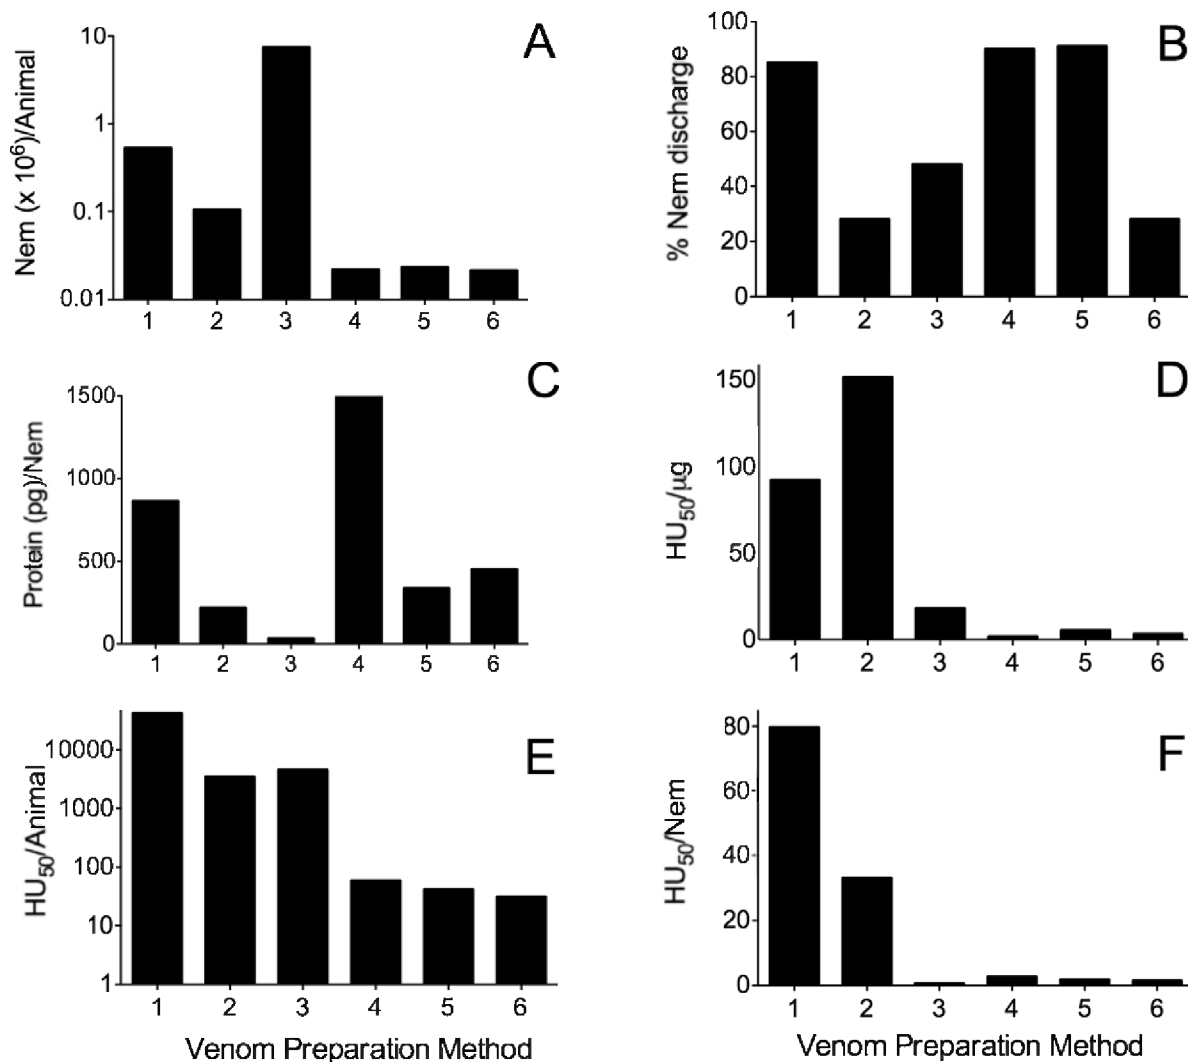 A
Nem (x 10⁶)/Animal
10
1
0.1
0.01
1 2 3 4 5 6
B
% Nem discharge
100
80
60
40
20
0
1 2 3 4 5 6
C
Protein (pg)/Nem
1500
1000
500
0
1 2 3 4 5 6
D
HU₅₀/µg
150
100
50
0
1 2 3 4 5 6
E
HU₅₀/Animal
10000
1000
100
10
1
1 2 3 4 5 6
Venom Preparation Method
F
HU₅₀/Nem
80
60
40
20
0
1 2 3 4 5 6
Venom Preparation Method